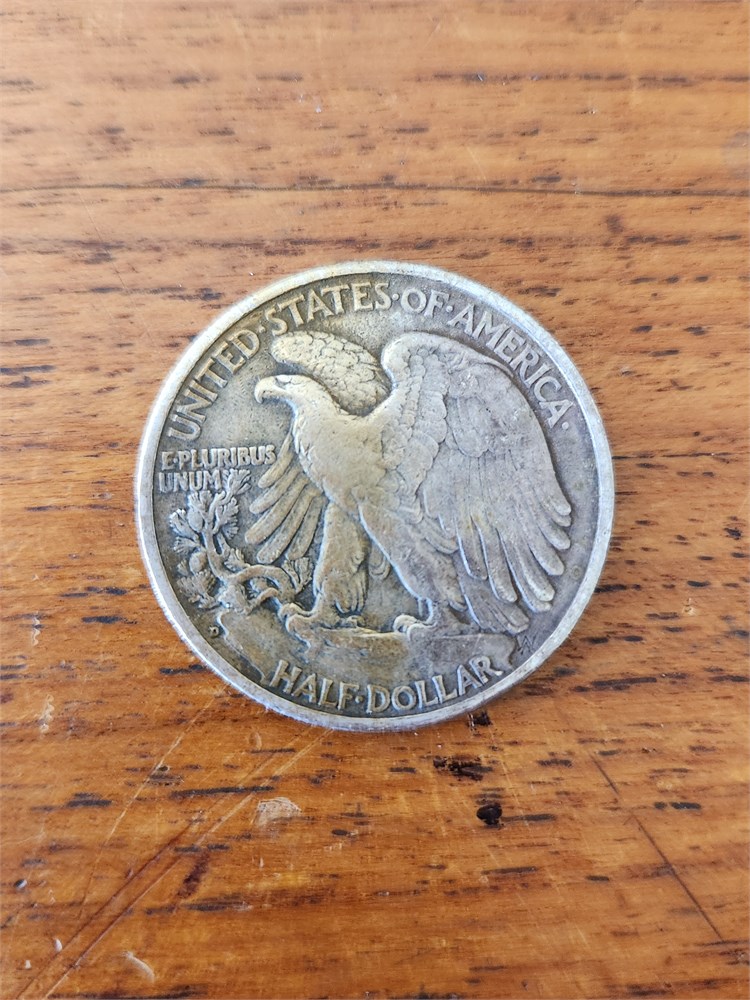 UNITED·STATES·OF·AMERICA·
E·PLURIBUS
UNUM
D
HALF·DOLLAR